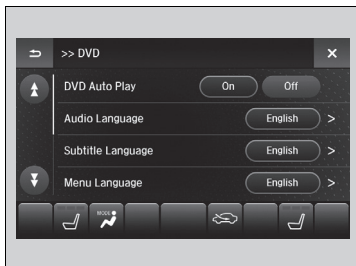 >> DVD
DVD Auto Play On Off
Audio Language English >
Subtitle Language English >
Menu Language English >
MODE